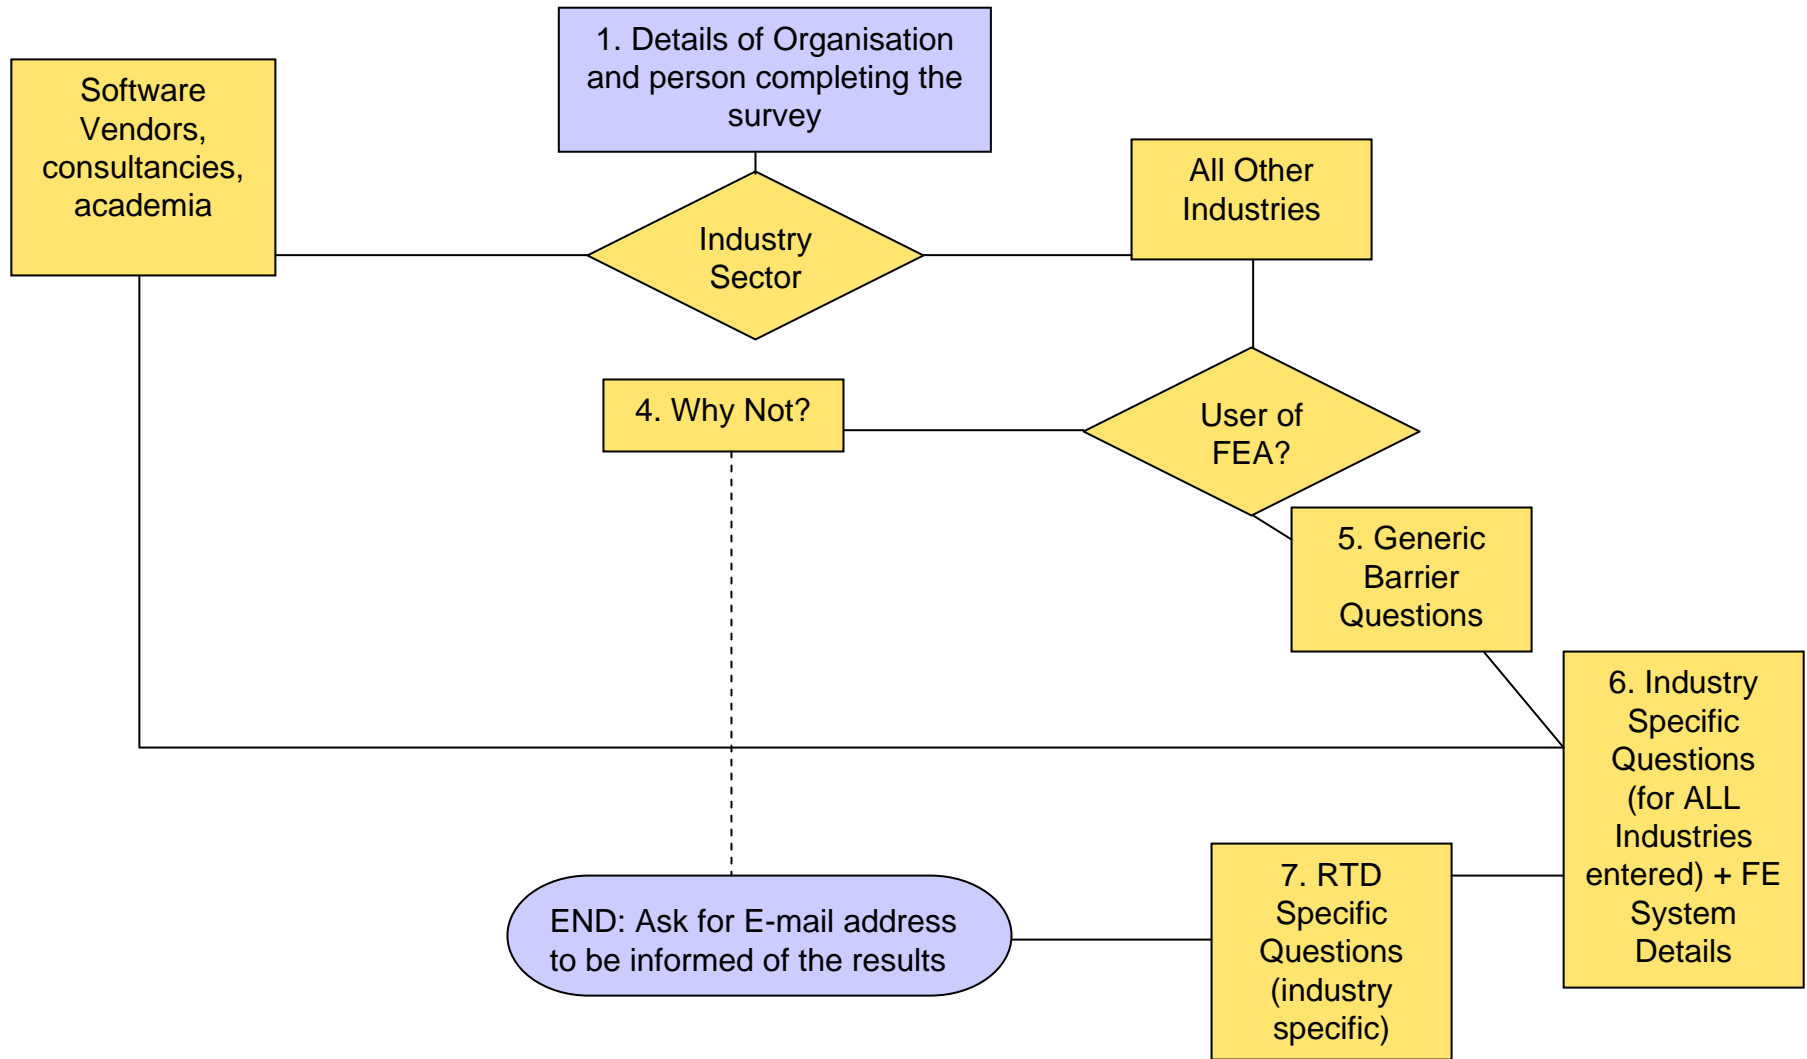 1. Details of Organisation
and person completing the
survey
Software
Vendors,
consultancies,
academia
All Other
Industries
Industry
Sector
4. Why Not?
User of
FEA?
5. Generic
Barrier
Questions
6. Industry
Specific
Questions
(for ALL
Industries
entered) + FE
System
Details
7. RTD
Specific
Questions
(industry
specific)
END: Ask for E-mail address
to be informed of the results